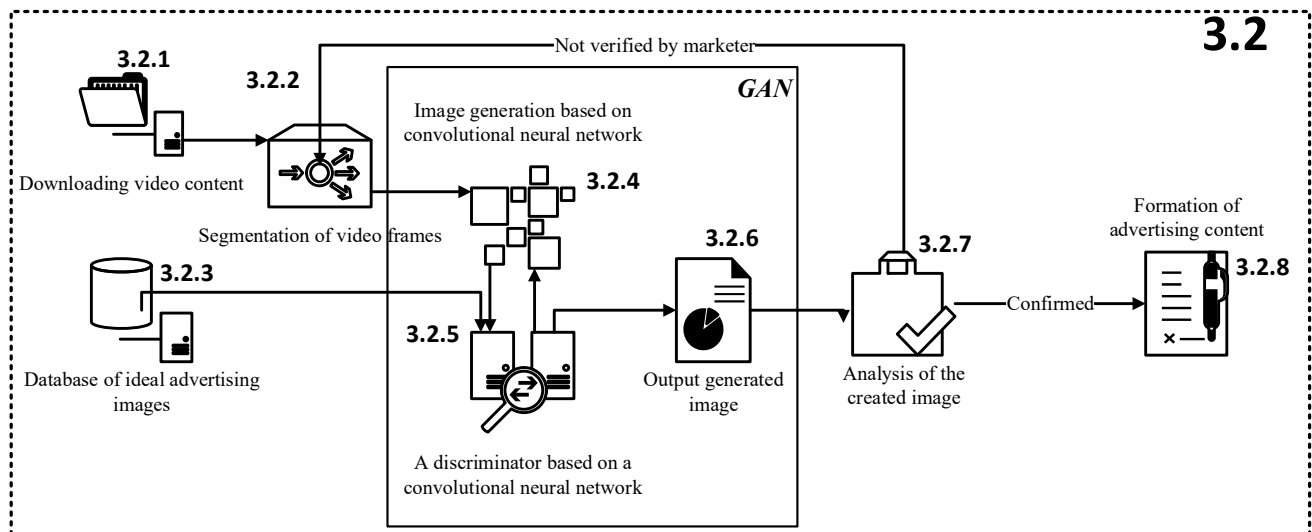 3.2
Not verified by marketer
3.2.1
3.2.2
GAN
Image generation based on
convolutional neural network
Downloading video content
3.2.4
Segmentation of video frames
Formation of
advertising content
3.2.3
3.2.6
3.2.7
3.2.8
Confirmed
3.2.5
Database of ideal advertising
images
Output generated
image
Analysis of the
created image
A discriminator based on a
convolutional neural network